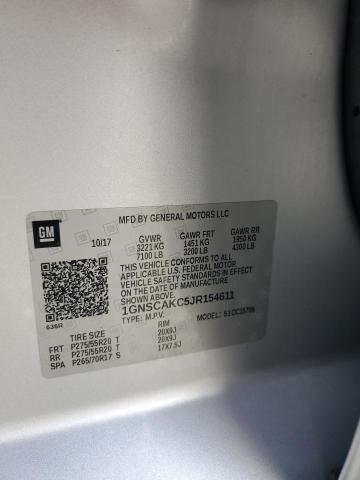 MFD BY GENERAL MOTORS LLC
GM
10/17 GVWR GAWR FRT GAWR RR
3221 KG 1451 KG 1950 KG
7100 LB 3200 LB 4300 LB
THIS VEHICLE CONFORMS TO ALL
APPLICABLE U.S. FEDERAL MOTOR
VEHICLE SAFETY STANDARDS
IN EFFECT ON THE DATE OF
MANUFACTURE SHOWN ABOVE.
1GNSCAKC5JR154611
636R TYPE: M.P.V. MODEL:
TIRE SIZE RIM
FRT P275/55R20 T 20X9J
RR P275/55R20 T 20X9J
SPA P265/70R17 S 17X7.5J